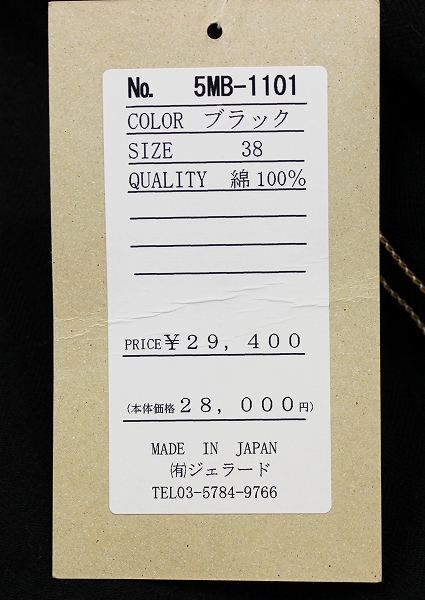 No. 5MB-1101
COLOR ブラック
SIZE 38
QUALITY 綿100%
PRICE￥29,400
(本体価格28,000円)
MADE IN JAPAN
㈲ジェラード
TEL03-5784-9766